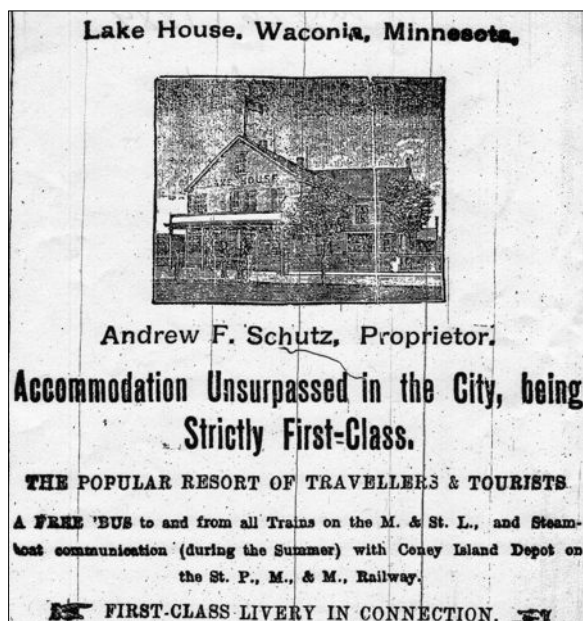 Lake House. Waconia, Minnesota,
LAKE HOUSE
Andrew F. Schutz, Proprietor.
Accommodation Unsurpassed in the City, being
Strictly First-Class.
THE POPULAR RESORT OF TRAVELLERS & TOURISTS
A FREE 'BUS to and from all Trains on the M. & St. L., and Steam-
boat communication (during the Summer) with Coney Island Depot on
the St. P., M., & M., Railway.
FIRST-CLASS LIVERY IN CONNECTION.